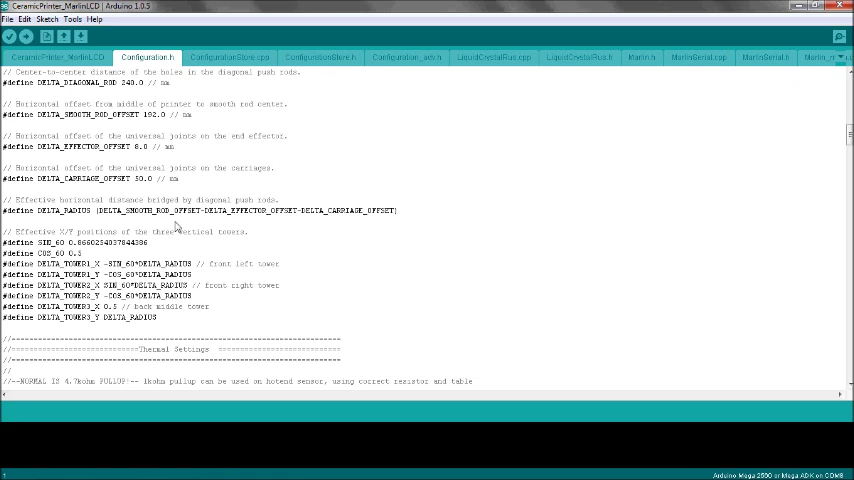 CeramicPrinter_MarlinLCD | Arduino 1.0.5
File Edit Sketch Tools Help
CeramicPrinter_MarlinLCD Configuration.h ConfigurationStore.cpp ConfigurationStore.h Configuration_adv.h LiquidCrystalRus.cpp LiquidCrystalRus.h Marlin.h MarlinSerial.cpp MarlinSerial.h
// Center-to-center distance of the holes in the diagonal push rods.
#define DELTA_DIAGONAL_ROD 240.0 // mm
// Horizontal offset from middle of printer to smooth rod center.
#define DELTA_SMOOTH_ROD_OFFSET 192.0 // mm
// Horizontal offset of the universal joints on the end effector.
#define DELTA_EFFECTOR_OFFSET 8.0 // mm
// Horizontal offset of the universal joints on the carriages.
#define DELTA_CARRIAGE_OFFSET 50.0 // mm
// Effective horizontal distance bridged by diagonal push rods.
#define DELTA_RADIUS (DELTA_SMOOTH_ROD_OFFSET-DELTA_EFFECTOR_OFFSET-DELTA_CARRIAGE_OFFSET)
// Effective X/Y positions of the three vertical towers.
#define SIN_60 0.8660254037844386
#define COS_60 0.5
#define DELTA_TOWER1_X -SIN_60*DELTA_RADIUS // front left tower
#define DELTA_TOWER1_Y -COS_60*DELTA_RADIUS
#define DELTA_TOWER2_X SIN_60*DELTA_RADIUS // front right tower
#define DELTA_TOWER2_Y -COS_60*DELTA_RADIUS
#define DELTA_TOWER3_X 0.5 // back middle tower
#define DELTA_TOWER3_Y DELTA_RADIUS
//===========================================================================
//=============================Thermal Settings  ============================
//===========================================================================
//
//--NORMAL IS 4.7kohm PULLUP!-- 1kohm pullup can be used on hotend sensor, using correct resistor and table
1
Arduino Mega 2560 or Mega ADK on COM8